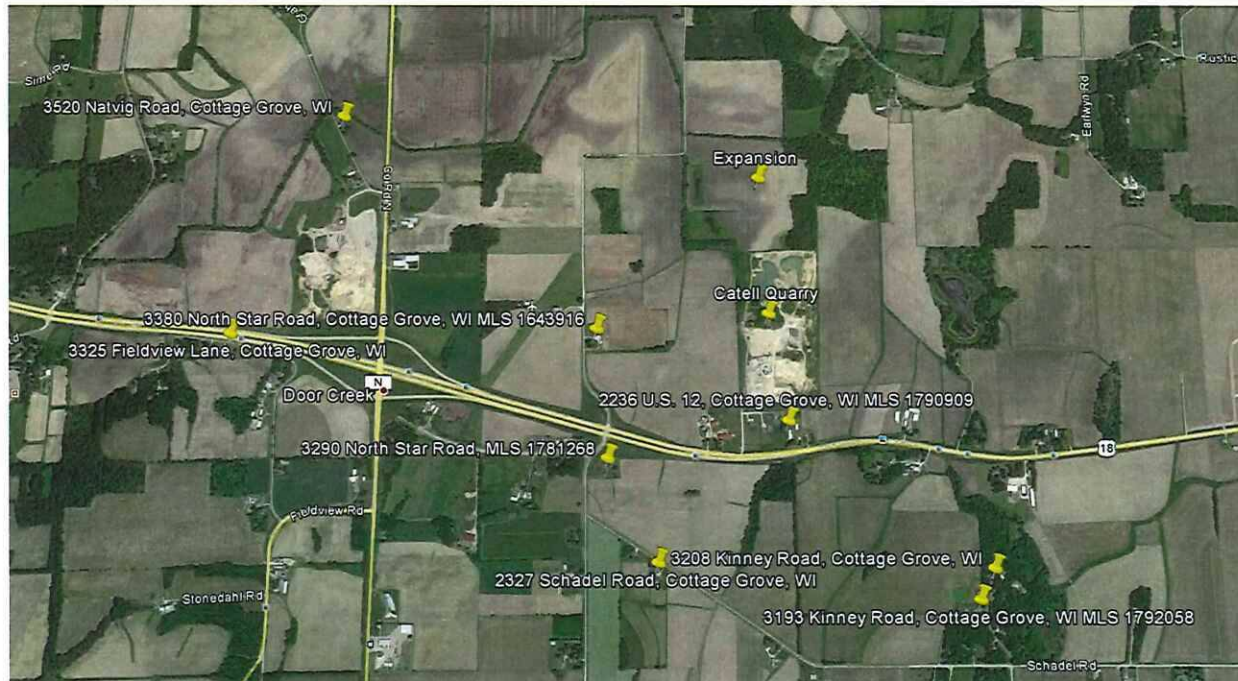 Sime Rd
Rustic
3520 Natvig Road, Cottage Grove, WI
Earlwyn Rd
Expansion
Co Rd N
Catell Quarry
3380 North Star Road, Cottage Grove, WI MLS 1643916
3325 Fieldview Lane, Cottage Grove, WI
N
Door Creek
2236 U.S. 12, Cottage Grove, WI MLS 1790909
3290 North Star Road, MLS 1781268
18
Fieldview Rd
3208 Kinney Road, Cottage Grove, WI
2327 Schadel Road, Cottage Grove, WI
Stonedahl Rd
3193 Kinney Road, Cottage Grove, WI MLS 1792058
Schadel Rd